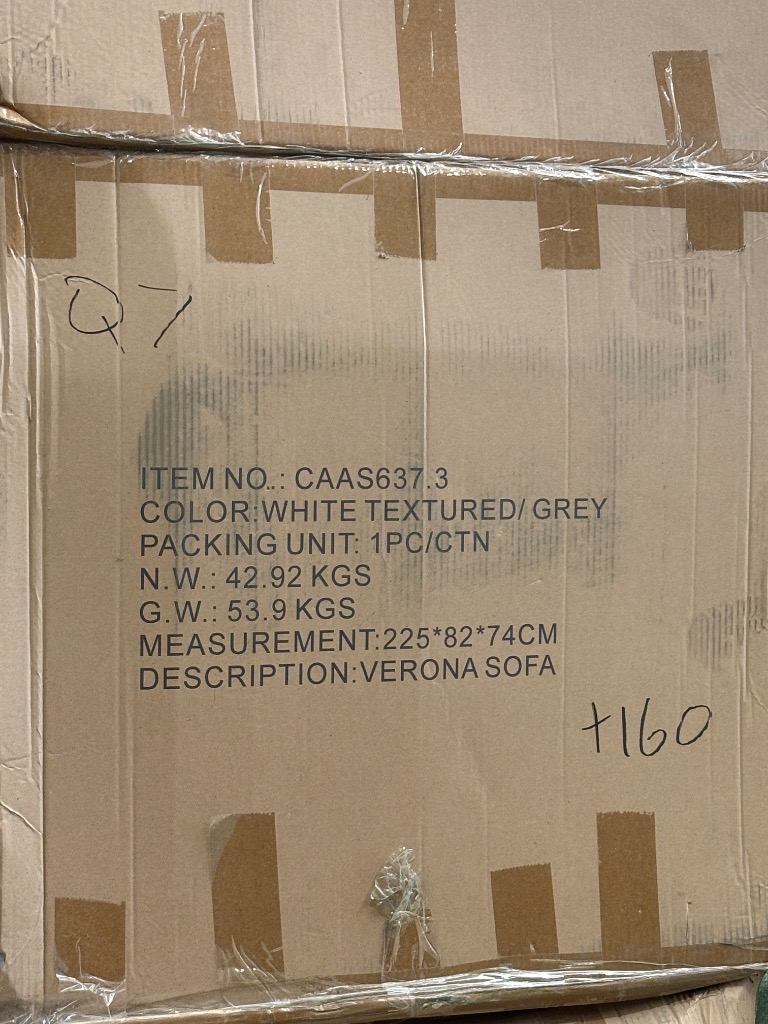 Q7
ITEM NO.: CAAS637.3
COLOR:WHITE TEXTURED/ GREY
PACKING UNIT: 1PC/CTN
N.W.: 42.92 KGS
G.W.: 53.9 KGS
MEASUREMENT:225*82*74CM
DESCRIPTION:VERONA SOFA
+160